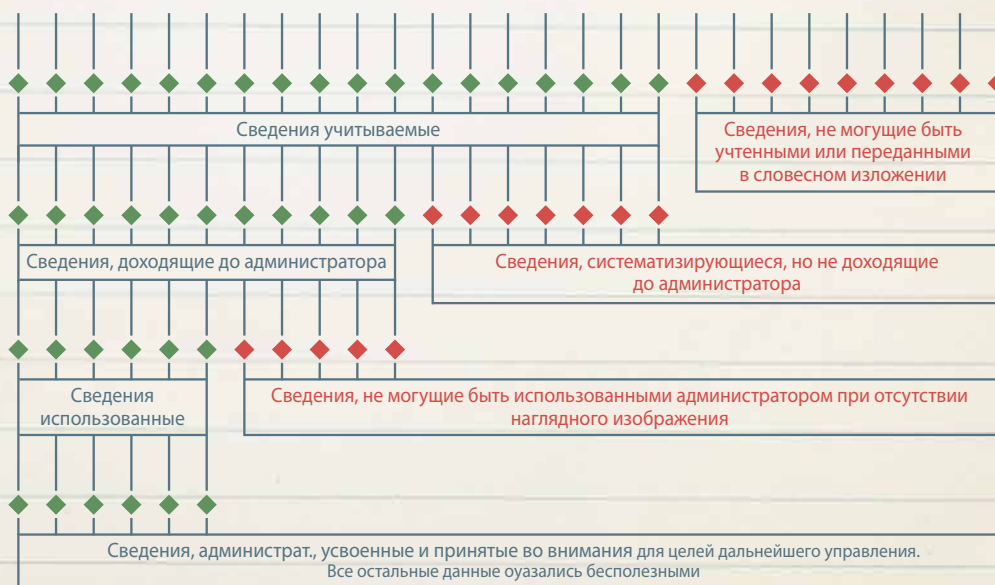 Сведения учитываемые
Сведения, не могущие быть
учтенными или переданными
в словесном изложении
Сведения, доходящие до администратора
Сведения, систематизирующиеся, но не доходящие
до администратора
Сведения
использованные
Сведения, не могущие быть использованными администратором при отсутствии
наглядного изображения
Сведения, администрат., усвоенные и принятые во внимания для целей дальнейшего управления.
Все остальные данные оуазались бесполезными